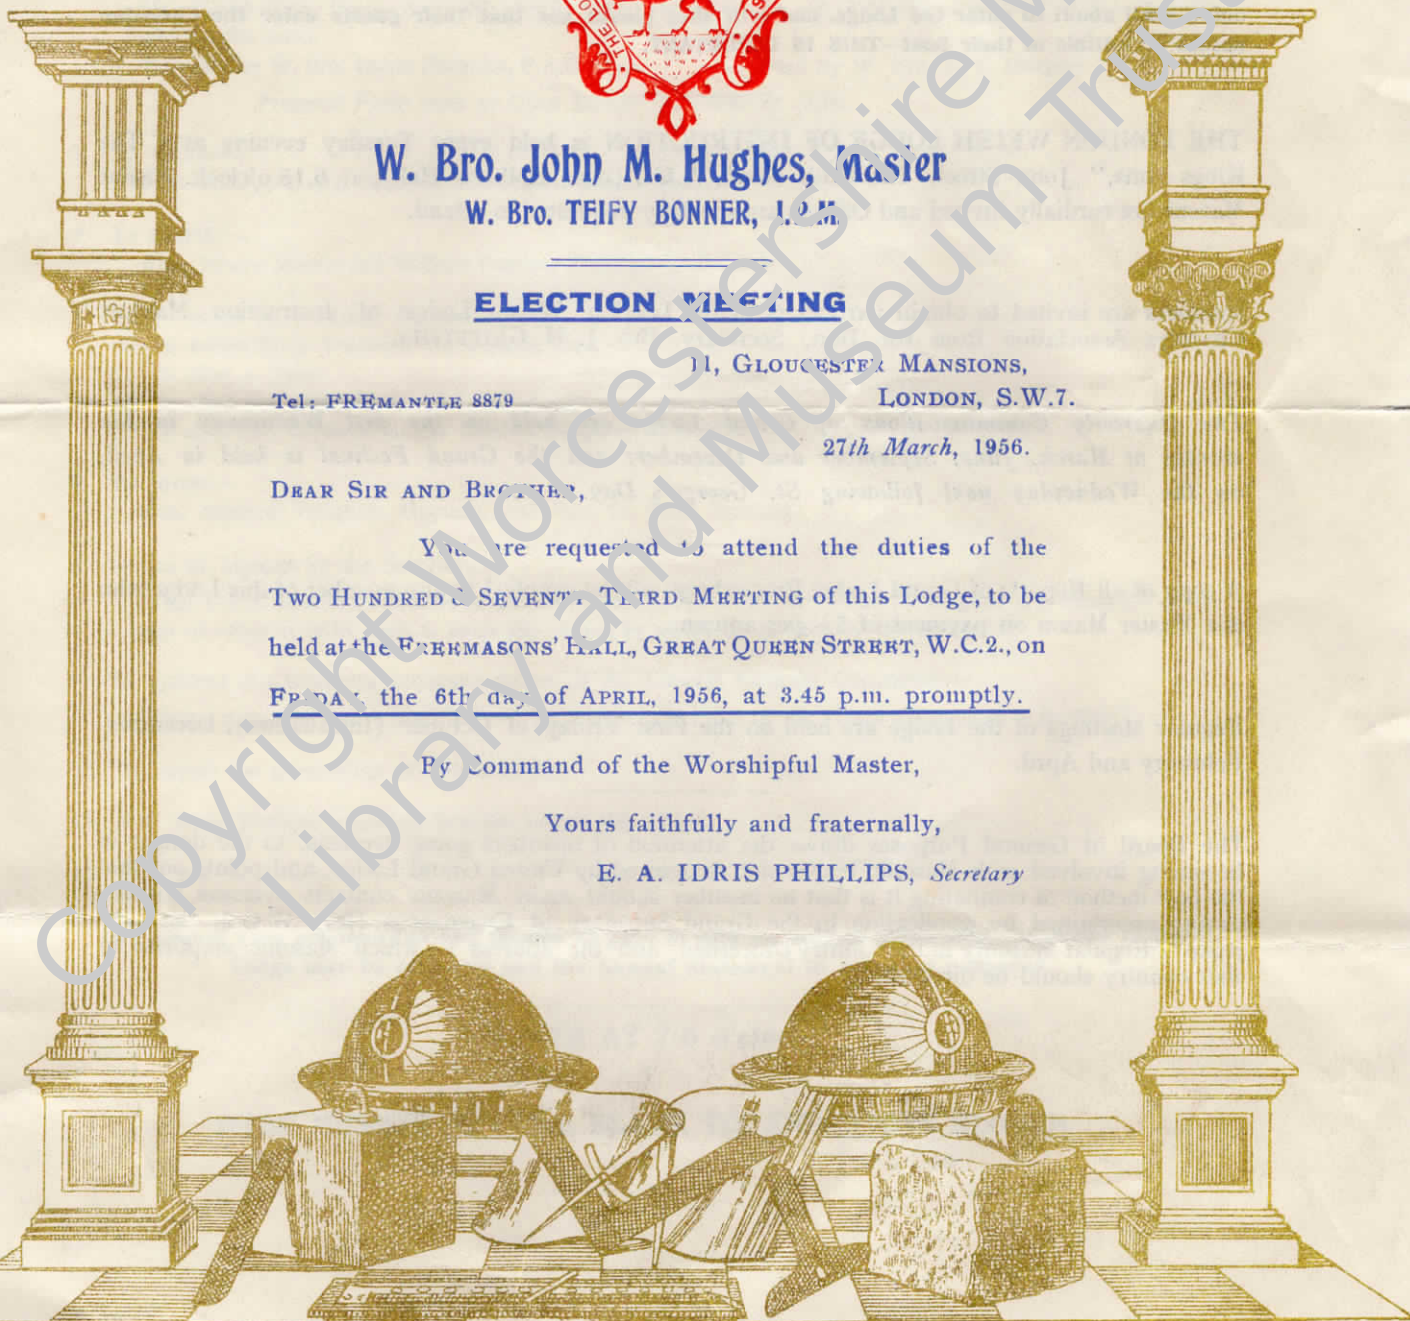 THE LO
W. Bro. John M. Hughes, Master
W. Bro. TEIFY BONNER, I.P.M.
ELECTION MEETING
11, GLOUCESTER MANSIONS,
Tel: FREMANTLE 8879
LONDON, S.W.7.
27th March, 1956.
DEAR SIR AND BROTHER,
You are requested to attend the duties of the
TWO HUNDRED & SEVENTY THIRD MEETING of this Lodge, to be
held at the FREEMASONS' HALL, GREAT QUEEN STREET, W.C.2., on
FRIDAY, the 6th day of APRIL, 1956, at 3.45 p.m. promptly.
By Command of the Worshipful Master,
Yours faithfully and fraternally,
E. A. IDRIS PHILLIPS, Secretary
Copyright Worcestershire M
Library and Museum Trust